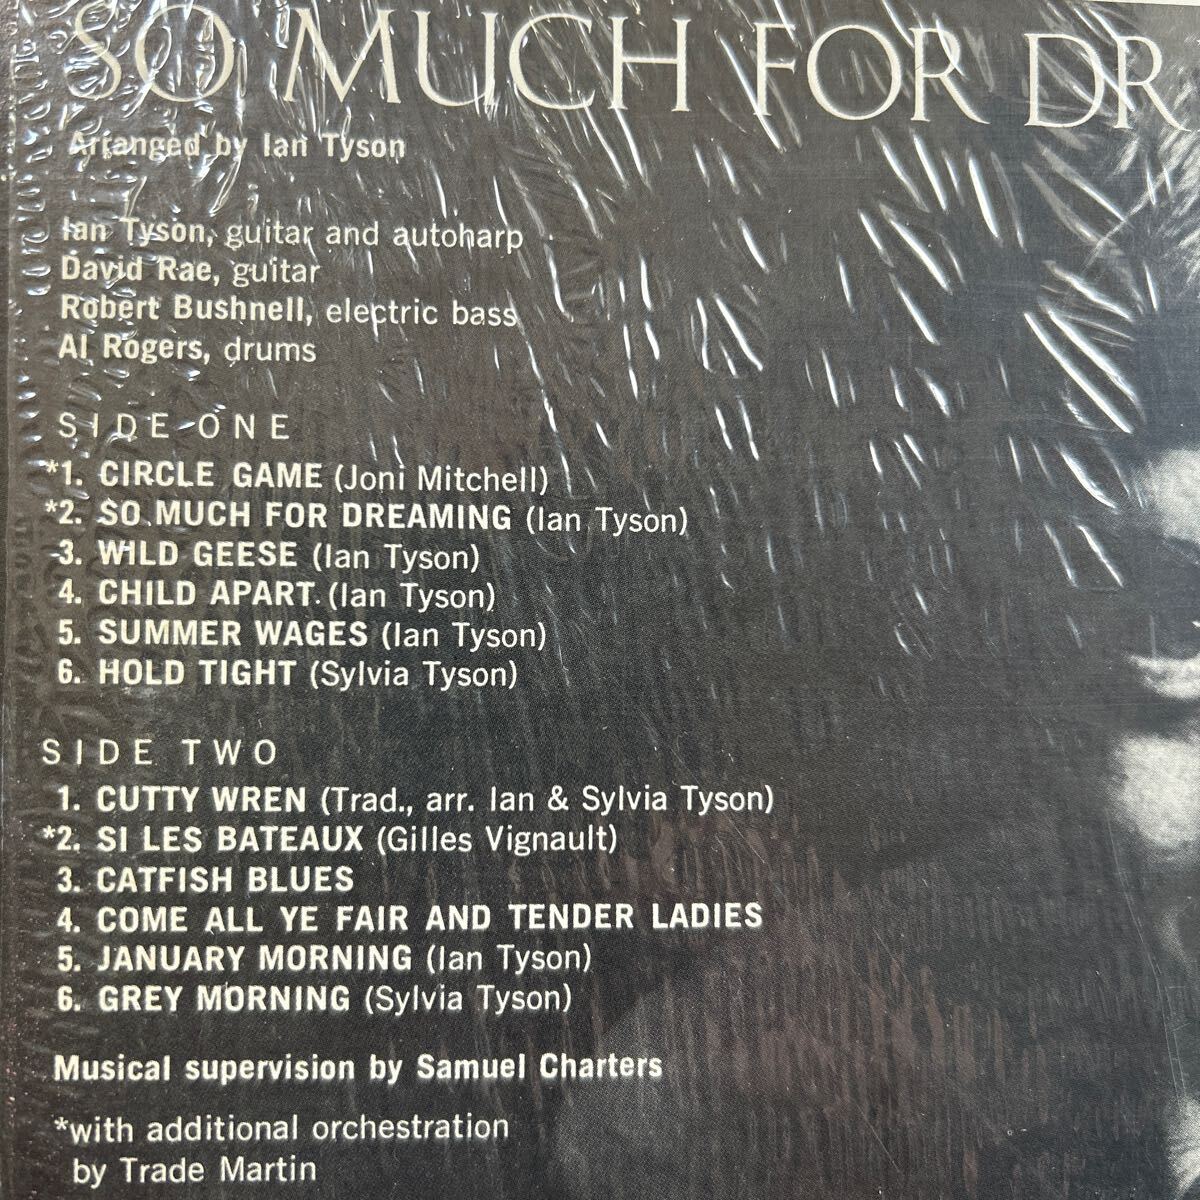 SO MUCH FOR DR
Arranged by Ian Tyson
Ian Tyson, guitar and autoharp
David Rae, guitar
Robert Bushnell, electric bass
Al Rogers, drums
SIDE ONE
*1. CIRCLE GAME (Joni Mitchell)
*2. SO MUCH FOR DREAMING (Ian Tyson)
3. WILD GEESE (Ian Tyson)
4. CHILD APART (Ian Tyson)
5. SUMMER WAGES (Ian Tyson)
6. HOLD TIGHT (Sylvia Tyson)
SIDE TWO
1. CUTTY WREN (Trad., arr. Ian & Sylvia Tyson)
*2. SI LES BATEAUX (Gilles Vignault)
3. CATFISH BLUES
4. COME ALL YE FAIR AND TENDER LADIES
5. JANUARY MORNING (Ian Tyson)
6. GREY MORNING (Sylvia Tyson)
Musical supervision by Samuel Charters
*with additional orchestration
by Trade Martin